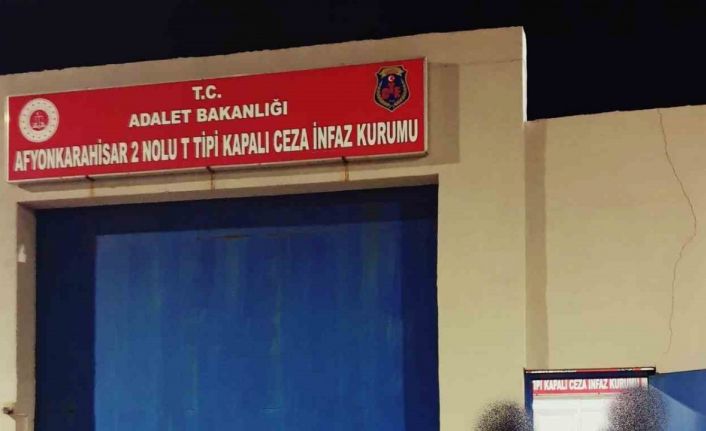 T.C.
ADALET BAKANLIĞI
AFYONKARAHİSAR 2 NOLU T TİPİ KAPALI CEZA İNFAZ KURUMU
TİPİ KAPALI CEZA İNFAZ KURUMU